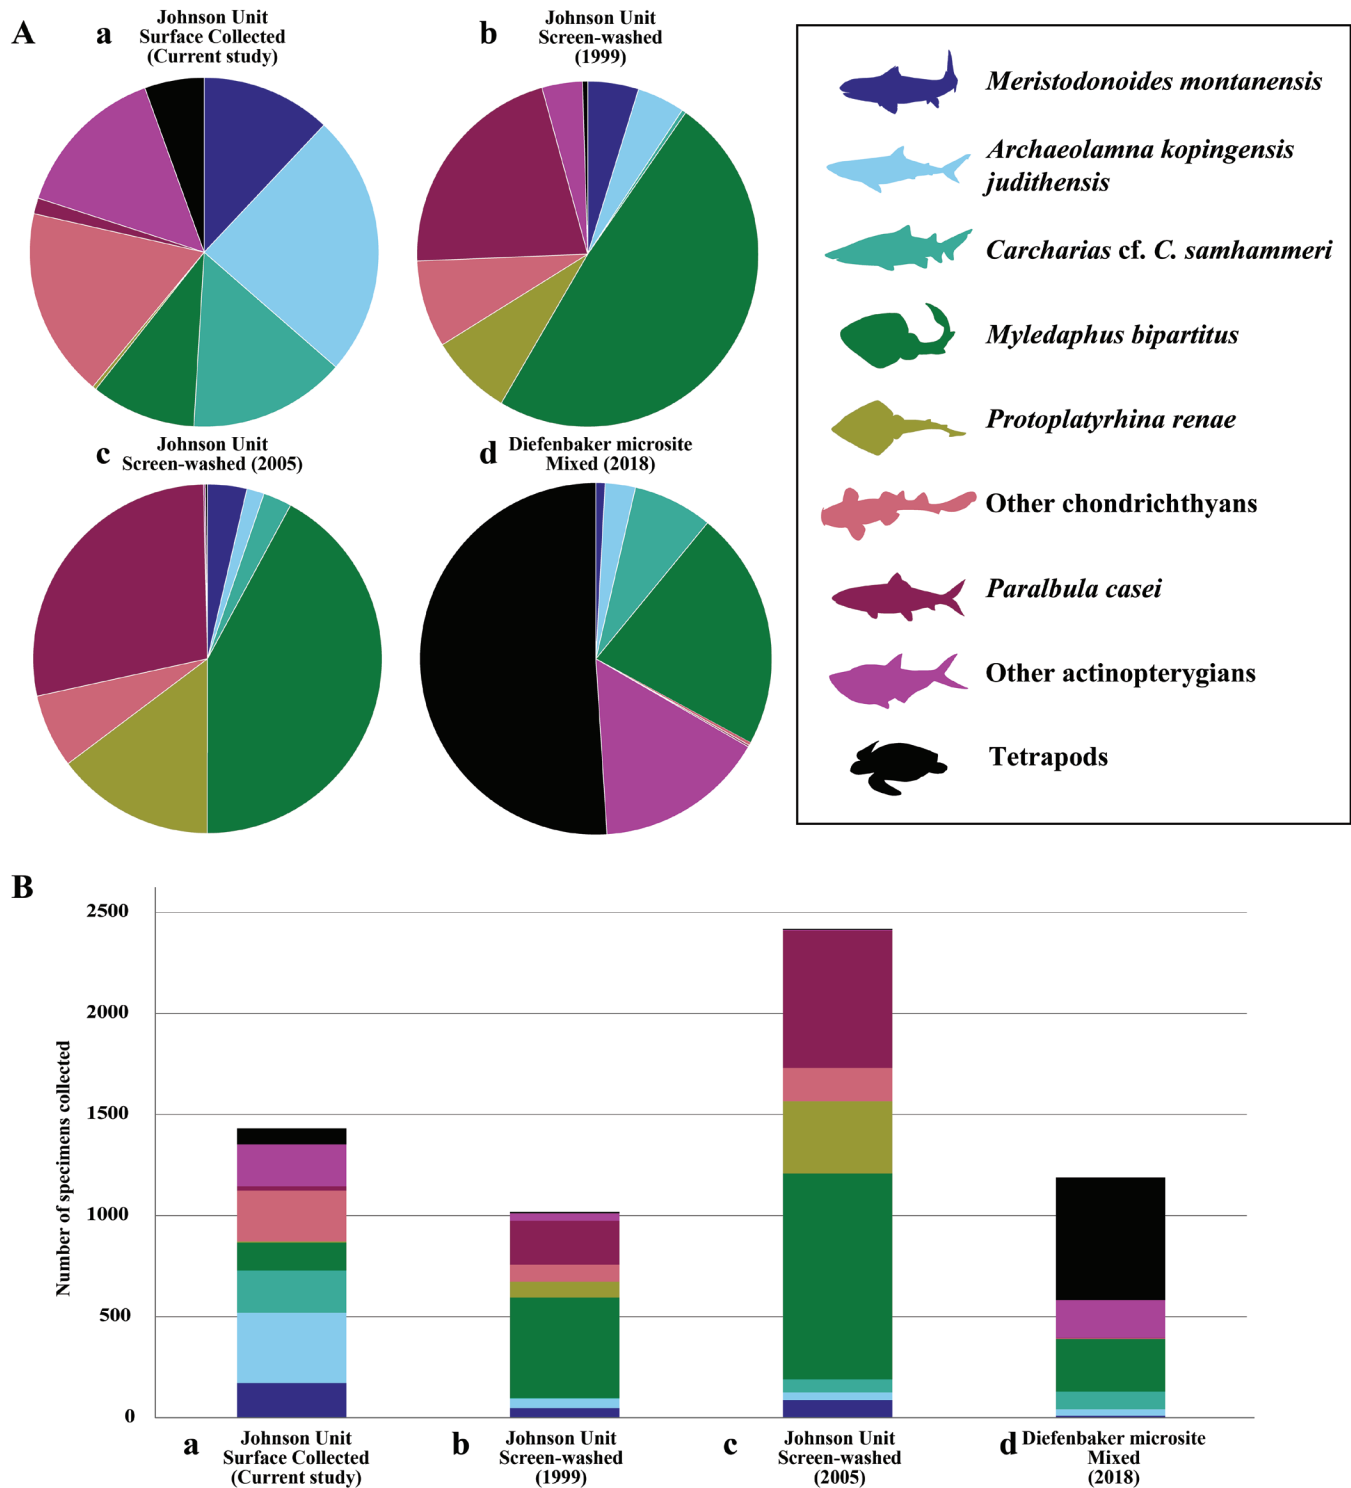 A
a
Johnson Unit
Surface Collected
(Current study)
b
Johnson Unit
Screen-washed
(1999)
c
Johnson Unit
Screen-washed (2005)
d
Diefenbaker microsite
Mixed (2018)
Meristodonoides montanensis
Archaeolamna kopingensis
judithensis
Carcharias cf. C. samhammeri
Myledaphus bipartitus
Protoplatyrhina renae
Other chondrichthyans
Paralbula casei
Other actinopterygians
Tetrapods
B
Number of specimens collected
2500
2000
1500
1000
500
0
a
Johnson Unit
Surface Collected
(Current study)
b
Johnson Unit
Screen-washed
(1999)
c
Johnson Unit
Screen-washed
(2005)
d
Diefenbaker microsite
Mixed
(2018)